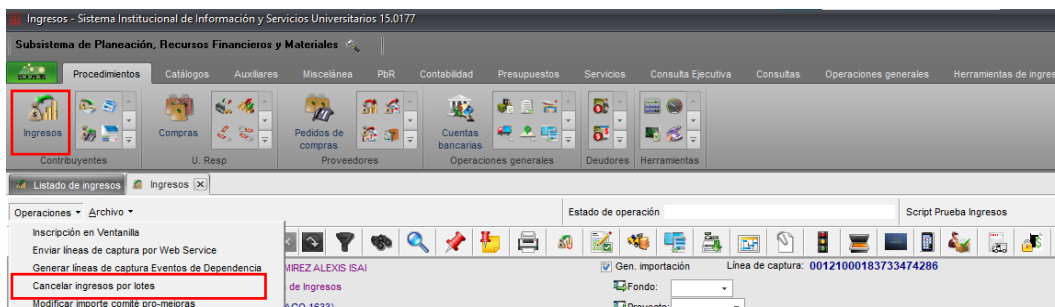 Ingresos - Sistema Institucional de Información y Servicios Universitarios 15.0177
Subsistema de Planeación, Recursos Financieros y Materiales
Procedimientos Catálogos Auxiliares Miscelánea PbR Contabilidad Presupuestos Servicios Consulta Ejecutiva Consultas Operaciones generales Herramientas de ingres
Ingresos Compras Pedidos de compras Cuentas bancarias
Contribuyentes U. Resp Proveedores Operaciones generales Deudores Herramientas
Listado de ingresos Ingresos
Operaciones Archivo Estado de operación Script Prueba Ingresos
Inscripción en Ventanilla
Enviar líneas de captura por Web Service
Generar líneas de captura Eventos de Dependencia MIREZ ALEXIS ISAI Gen. importación Línea de captura: 00121000183733474286
Cancelar ingresos por lotes de Ingresos Fondo:
Modificar importe comité pro-mejoras Proyecto: